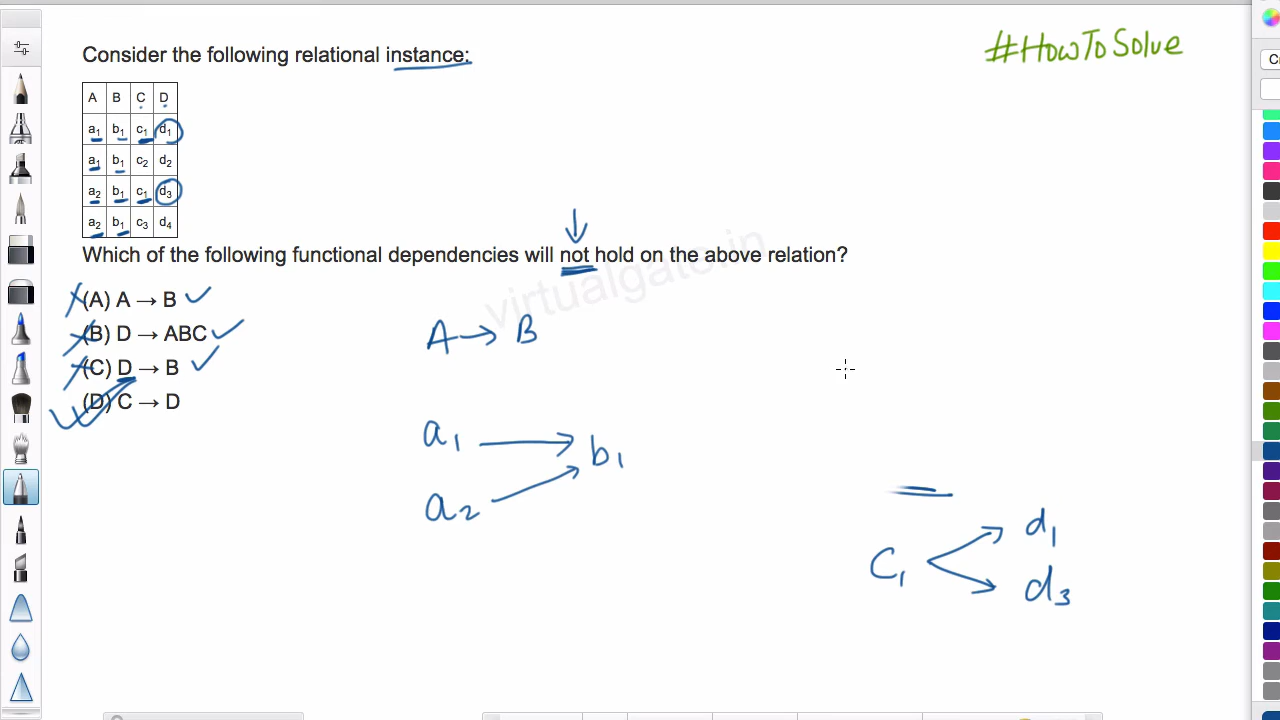 Consider the following relational instance:
#HowToSolve
A B C D
a1 b1 c1 d1
a1 b1 c2 d2
a2 b1 c1 d3
a2 b1 c3 d4
Which of the following functional dependencies will not hold on the above relation?
virtualgate.in
(A) A → B
(B) D → ABC
(C) D → B
(D) C → D
A → B
a1 → b1
a2
C1 d1
d3